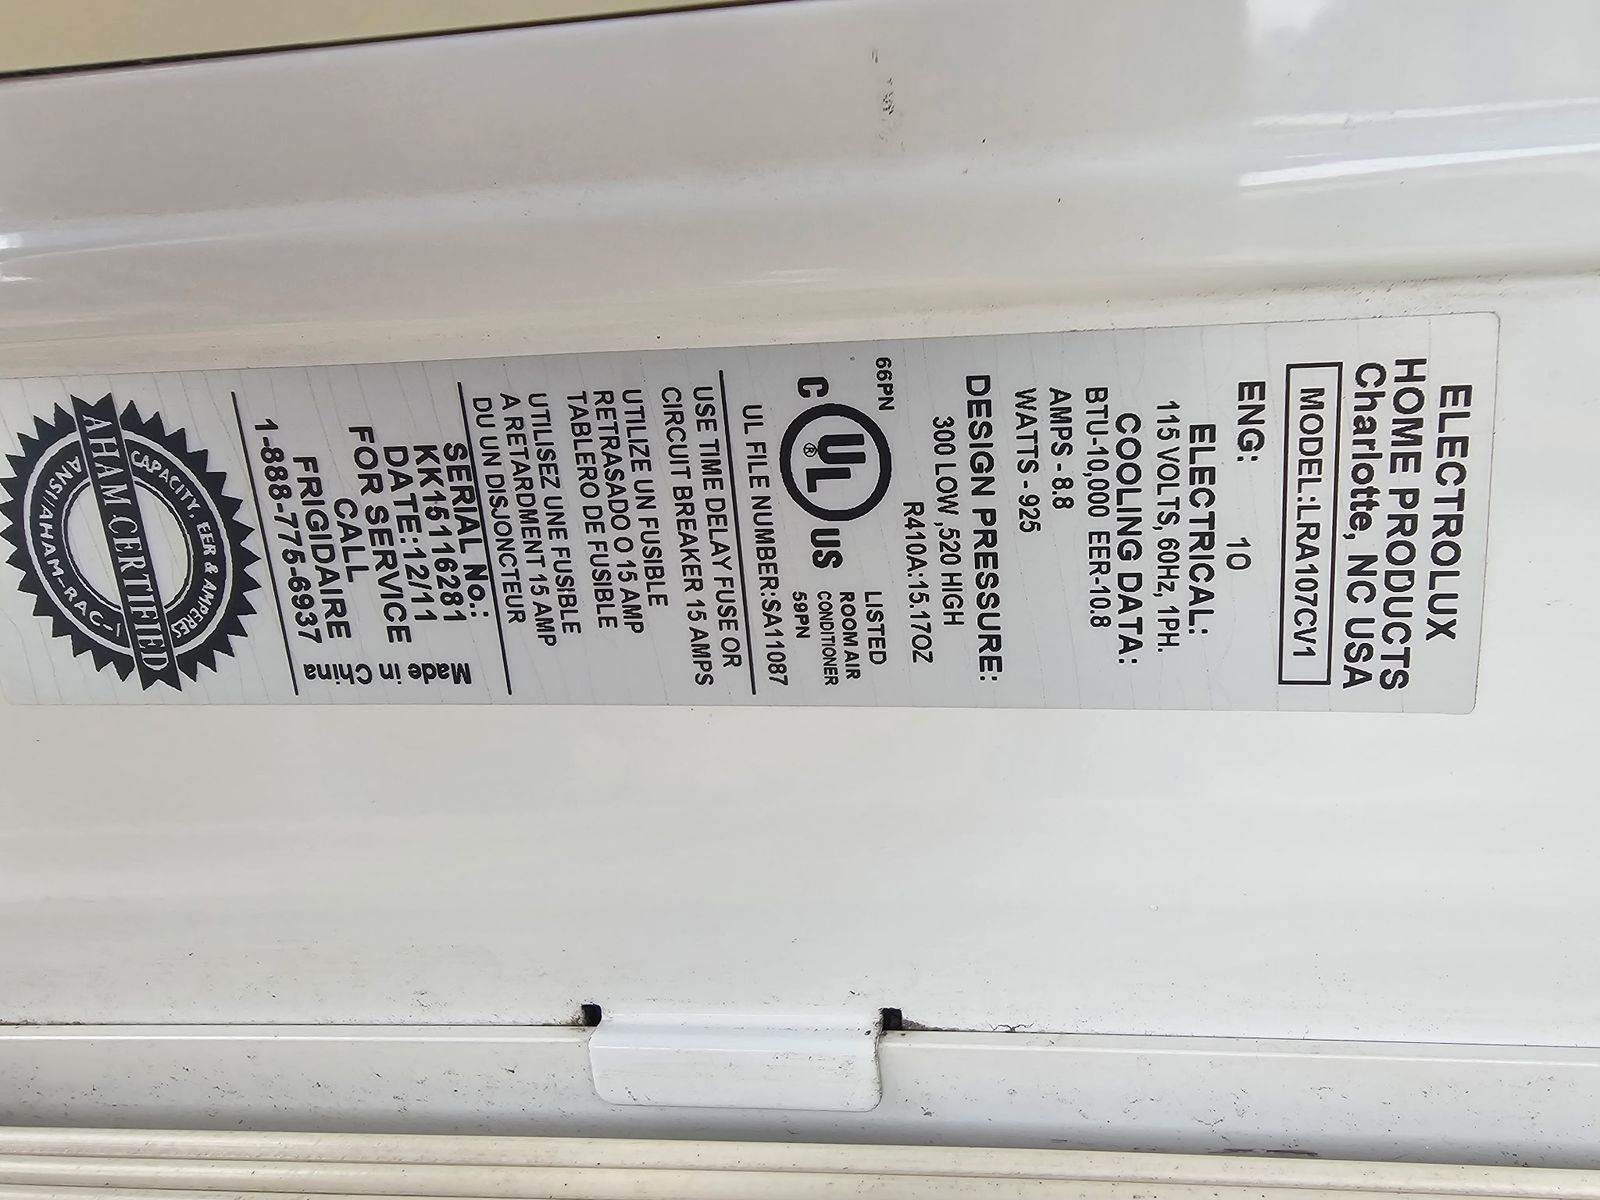 ELECTROLUX
HOME PRODUCTS
Charlotte, NC USA
MODEL:LRA107CV1
ENG: 10
ELECTRICAL:
115 VOLTS, 60Hz, 1PH.
COOLING DATA:
BTU-10,000 EER-10.8
AMPS - 8.8
WATTS - 925
DESIGN PRESSURE:
300 LOW ,520 HIGH
R410A:15.17OZ
66PN
C UL ® US
LISTED
ROOM AIR
CONDITIONER
59PN
UL FILE NUMBER:SA11087
USE TIME DELAY FUSE OR
CIRCUIT BREAKER 15 AMPS
UTILIZE UN FUSIBLE
RETRASADO O 15 AMP
TABLERO DE FUSIBLE
UTILISEZ UNE FUSIBLE
A RETARDMENT 15 AMP
DU UN DISJONCTEUR
SERIAL No.:
KK15116281
DATE:12/11
FOR SERVICE
CALL
FRIGIDAIRE
1-888-775-6937
Made
in
China
CAPACITY, EER & AMPERES
AHAM CERTIFIED
ANSI/AHAM-RAC-1